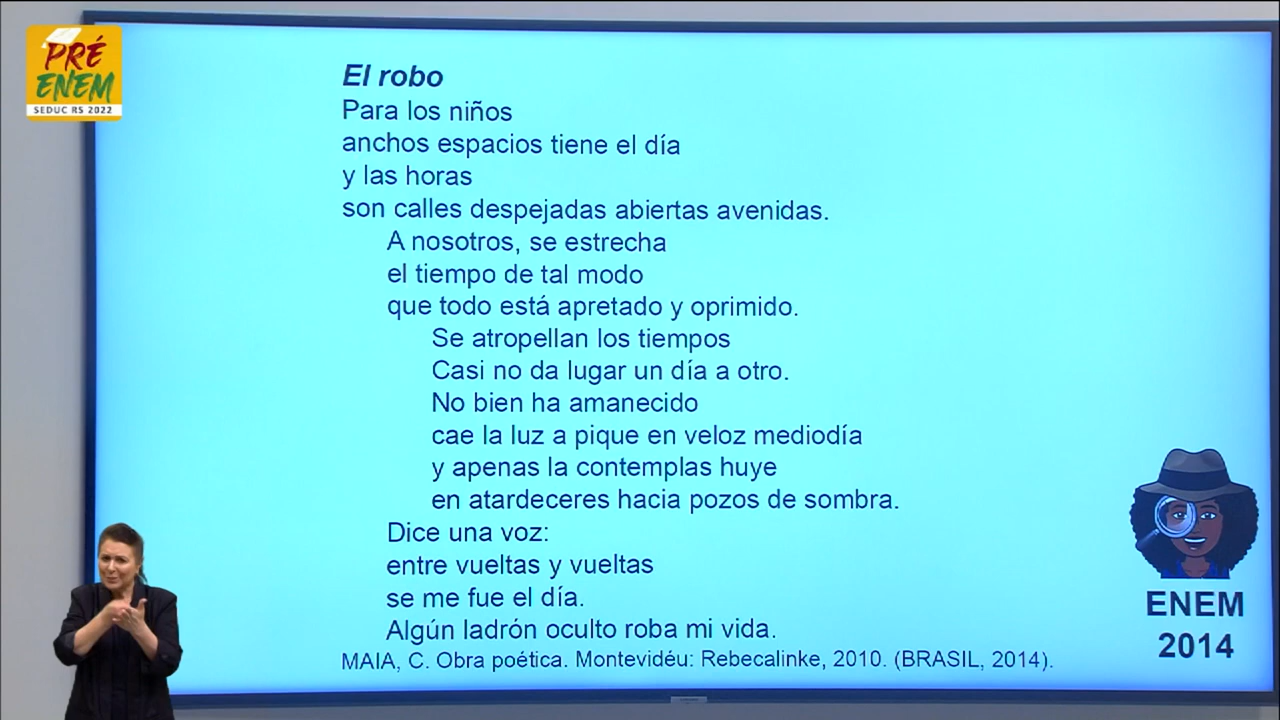 PRÉ
ENEM
SEDUC RS 2022
El robo
Para los niños
anchos espacios tiene el día
y las horas
son calles despejadas abiertas avenidas.
A nosotros, se estrecha
el tiempo de tal modo
que todo está apretado y oprimido.
Se atropellan los tiempos
Casi no da lugar un día a otro.
No bien ha amanecido
cae la luz a pique en veloz mediodía
y apenas la contemplas huye
en atardeceres hacia pozos de sombra.
Dice una voz:
entre vueltas y vueltas
se me fue el día.
Algún ladrón oculto roba mi vida.
MAIA, C. Obra poética. Montevidéu: Rebecalinke, 2010. (BRASIL, 2014).
ENEM
2014